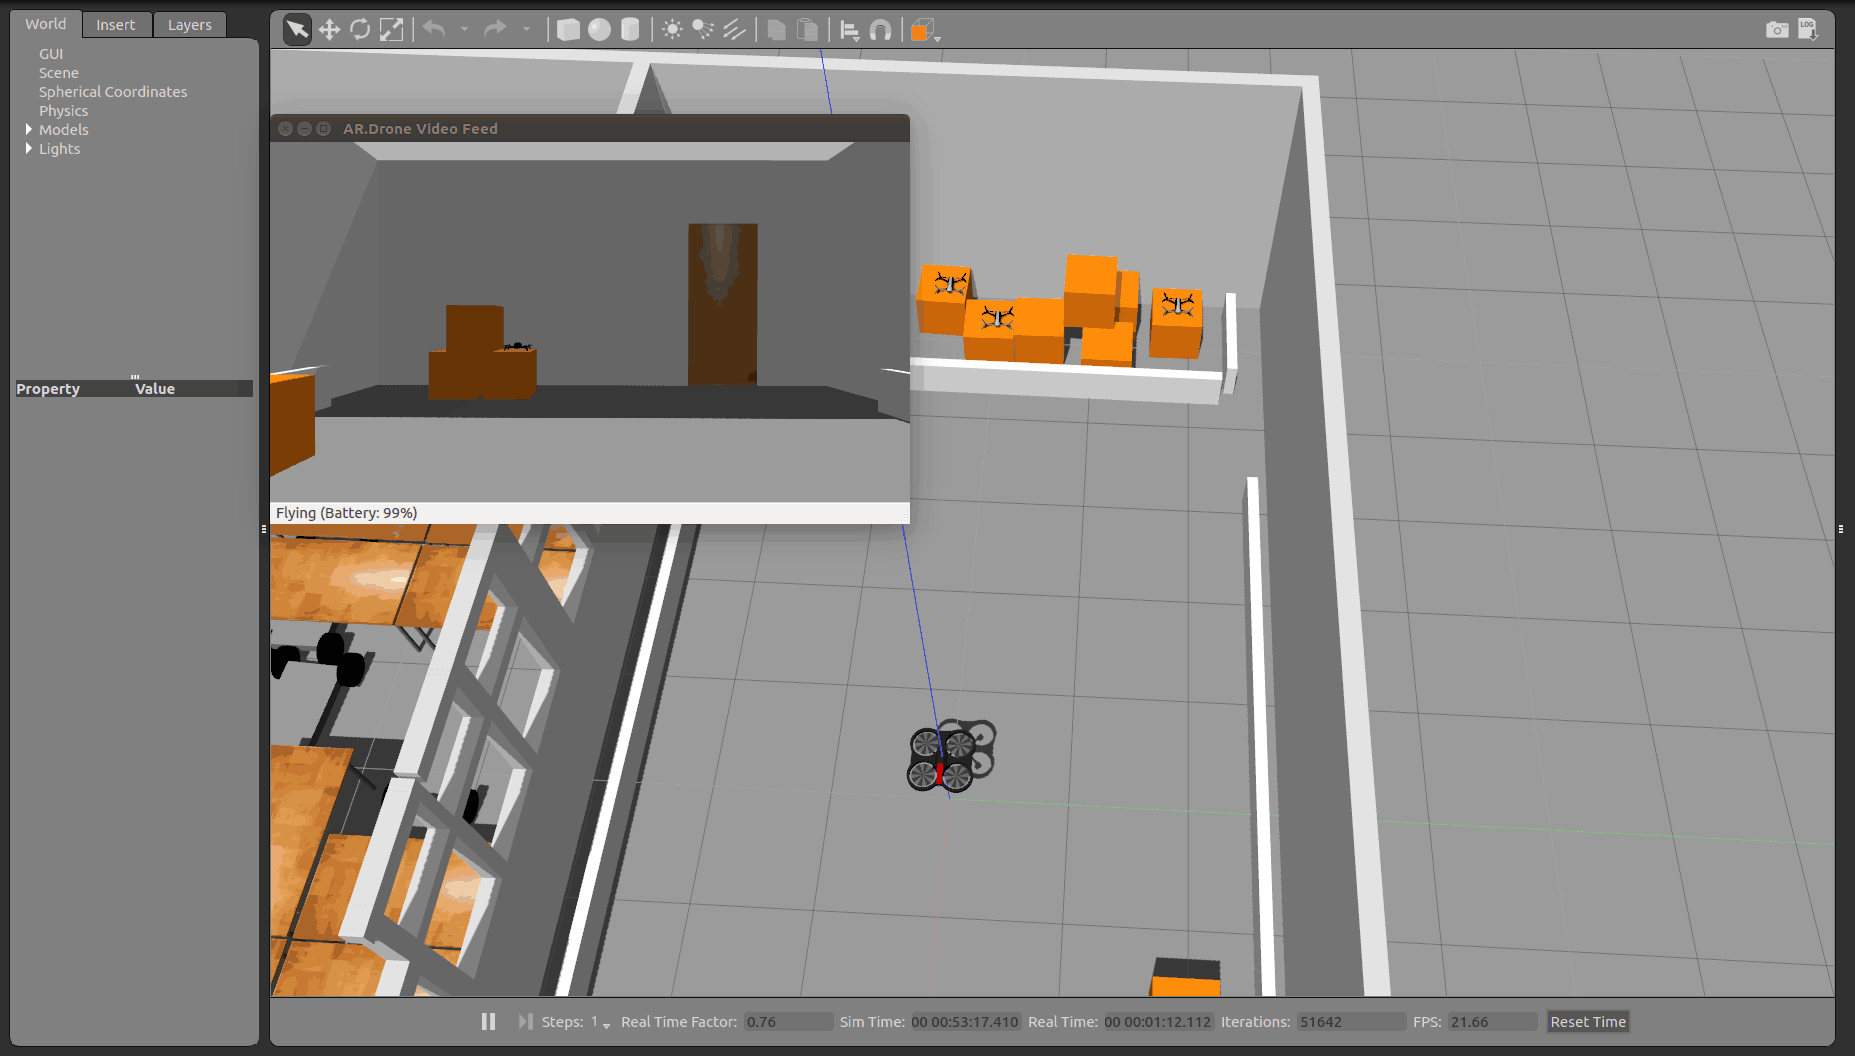 World Insert Layers
GUI
Scene
Spherical Coordinates
Physics
Models
Lights
Property Value
LOG
AR.Drone Video Feed
Flying (Battery: 99%)
Steps: 1 Real Time Factor: 0.76 Sim Time: 00 00:53:17.410 Real Time: 00 00:01:12.112 Iterations: 51642 FPS: 21.66 Reset Time